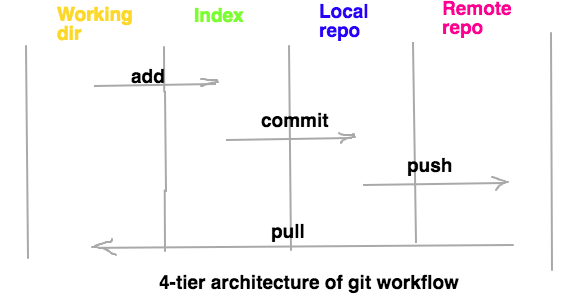 Working
dir
Index
Local
repo
Remote
repo
add
commit
push
pull
4-tier architecture of git workflow